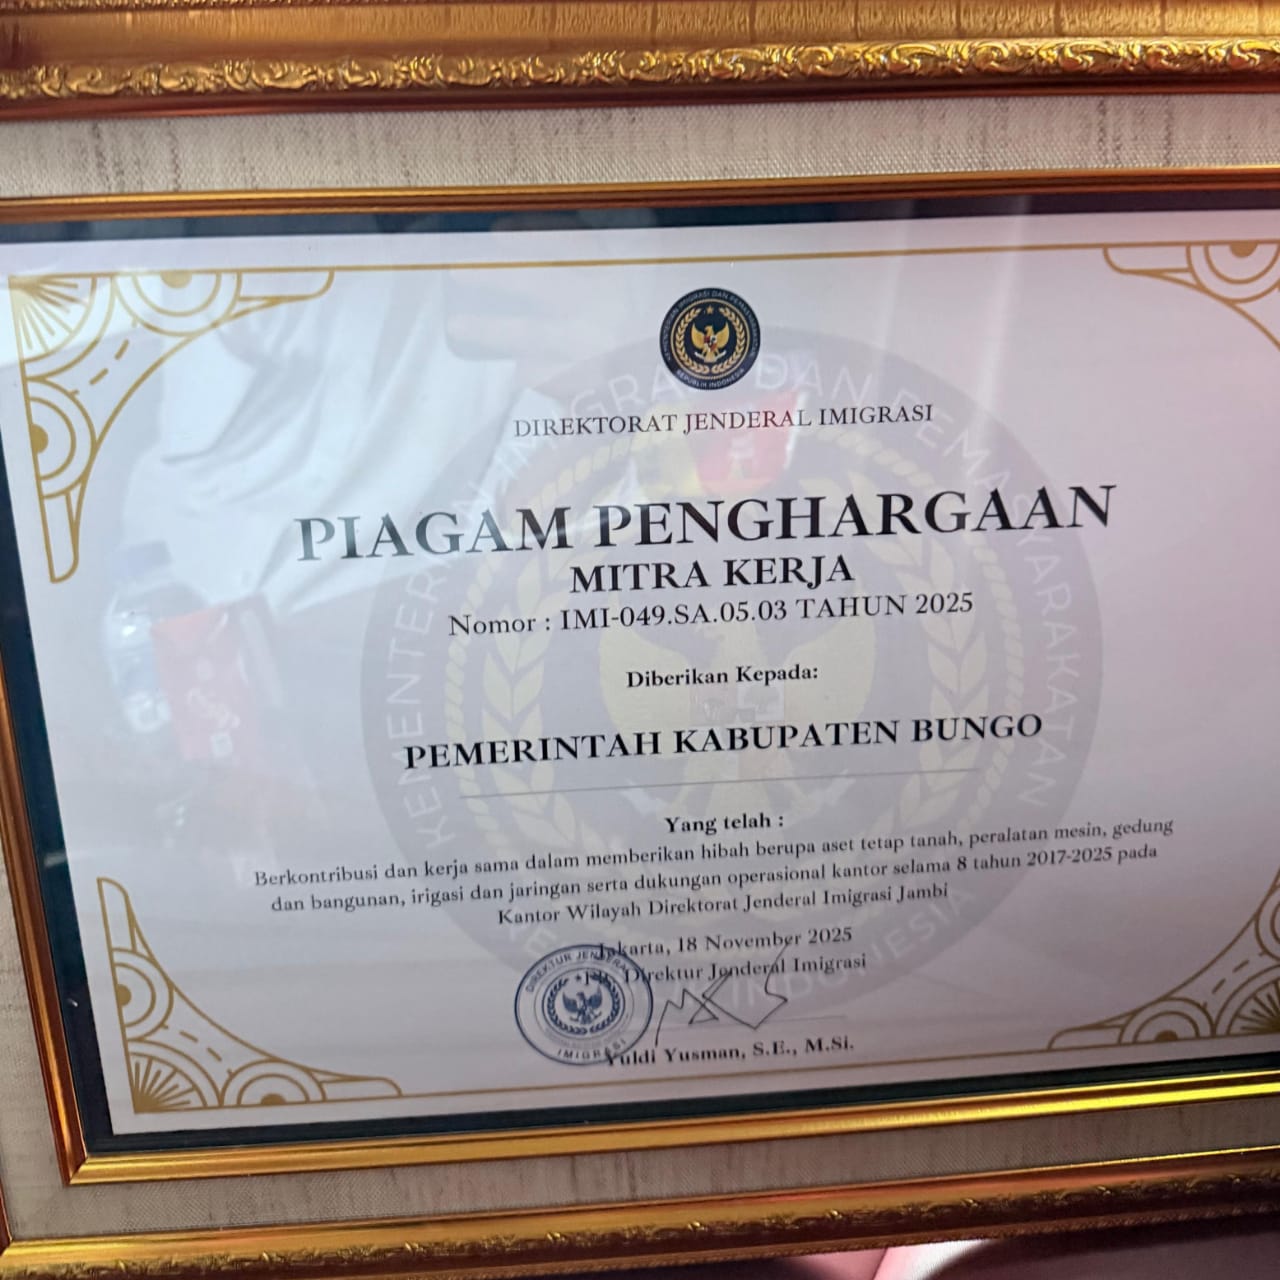 DIREKTORAT JENDERAL IMIGRASI
PIAGAM PENGHARGAAN
MITRA KERJA
Nomor : IMI-049.SA.05.03 TAHUN 2025
Diberikan Kepada:
PEMERINTAH KABUPATEN BUNGO
Yang telah :
Berkontribusi dan kerja sama dalam memberikan hibah berupa aset tetap tanah, peralatan mesin, gedung
dan bangunan, irigasi dan jaringan serta dukungan operasional kantor selama 8 tahun 2017-2025 pada
Kantor Wilayah Direktorat Jenderal Imigrasi Jambi
Jakarta, 18 November 2025
Direktur Jenderal Imigrasi
Yuldi Yusman, S.E., M.Si.